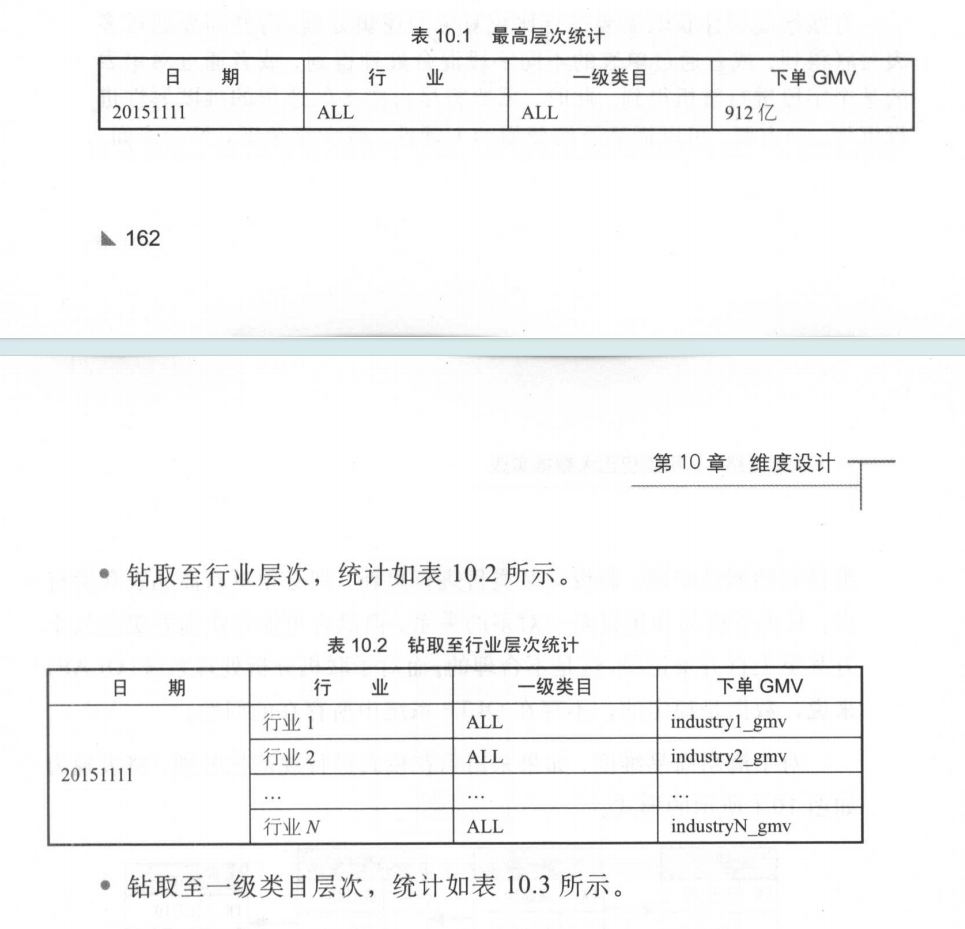 表 10.1 最高层次统计
日 期 行 业 一级类目 下单 GMV
20151111 ALL ALL 912 亿
162
第 10 章 维度设计
● 钻取至行业层次，统计如表 10.2 所示。
表 10.2 钻取至行业层次统计
日 期 行 业 一级类目 下单 GMV
20151111
行业 1 ALL industry1_gmv
行业 2 ALL industry2_gmv
… … …
行业 N ALL industryN_gmv
● 钻取至一级类目层次，统计如表 10.3 所示。